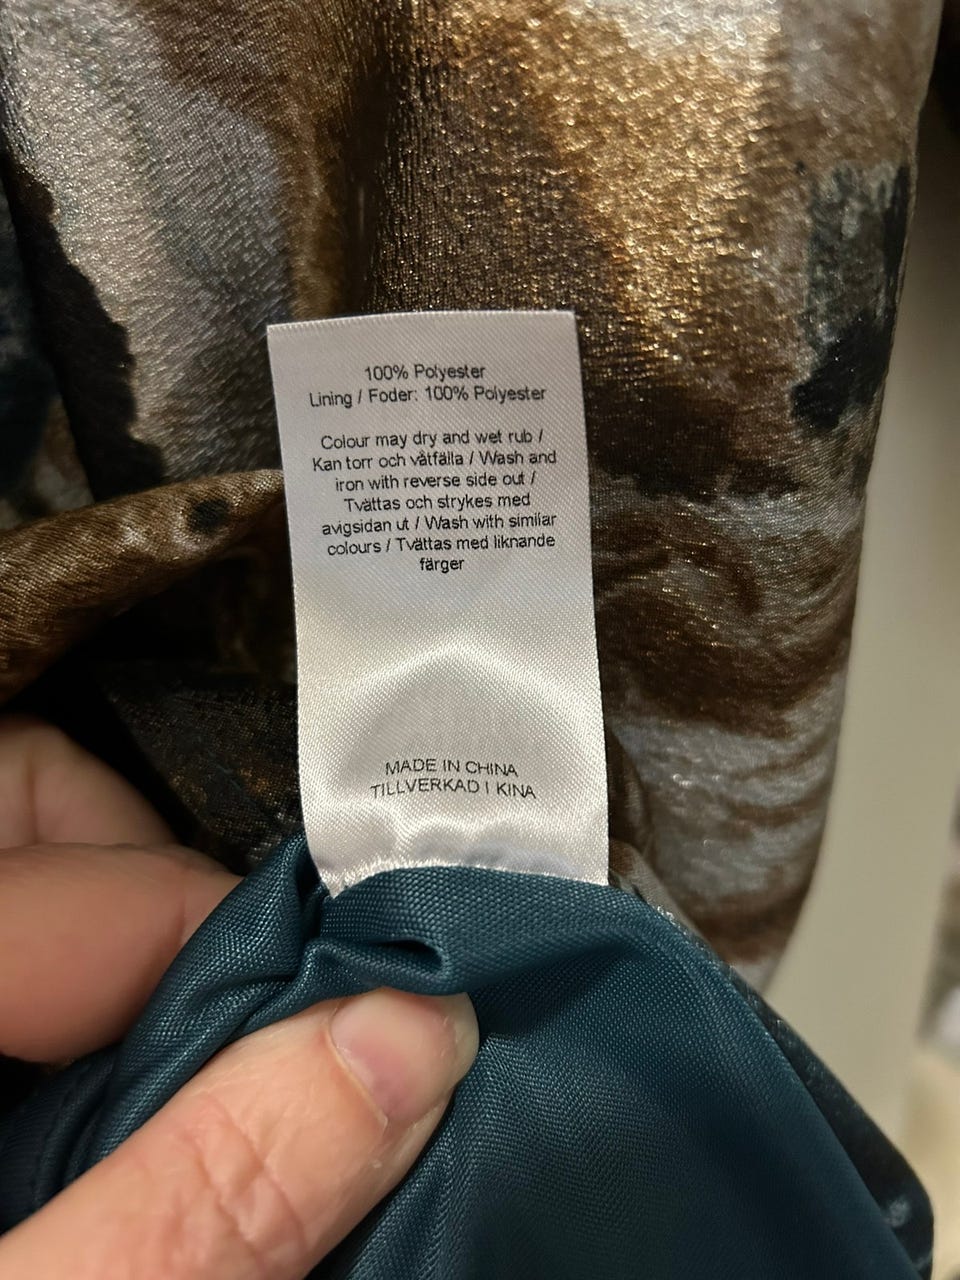 100% Polyester
Lining / Foder: 100% Polyester
Colour may dry and wet rub /
Kan torr och våtfälla / Wash and
iron with reverse side out /
Tvättas och strykes med
avigsidan ut / Wash with similar
colours / Tvättas med liknande
färger
MADE IN CHINA
TILLVERKAD I KINA